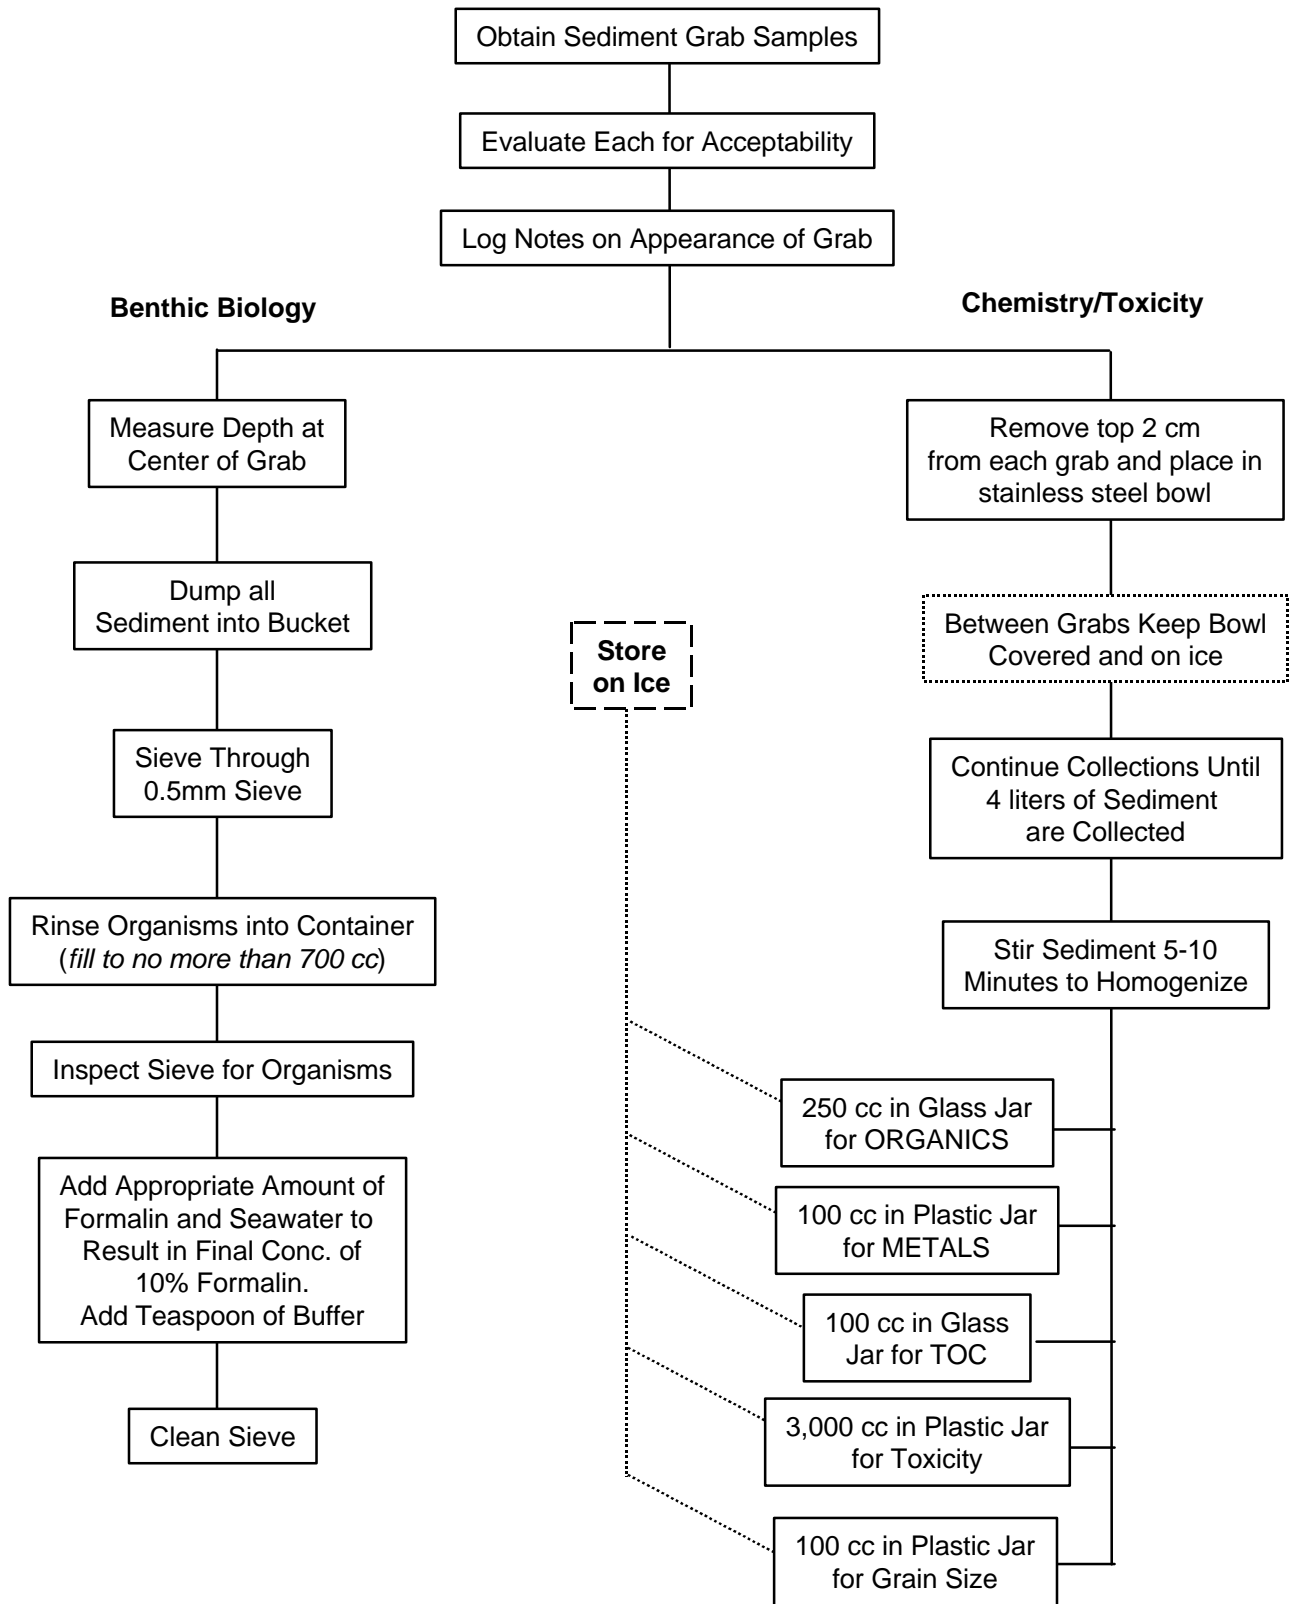 Obtain Sediment Grab Samples
Evaluate Each for Acceptability
Log Notes on Appearance of Grab
Benthic Biology
Measure Depth at
Center of Grab
Dump all
Sediment into Bucket
Sieve Through
0.5mm Sieve
Rinse Organisms into Container
(fill to no more than 700 cc)
Inspect Sieve for Organisms
Add Appropriate Amount of
Formalin and Seawater to
Result in Final Conc. of
10% Formalin.
Add Teaspoon of Buffer
Clean Sieve
Chemistry/Toxicity
Remove top 2 cm
from each grab and place in
stainless steel bowl
Between Grabs Keep Bowl
Covered and on ice
Continue Collections Until
4 liters of Sediment
are Collected
Stir Sediment 5-10
Minutes to Homogenize
Store
on Ice
250 cc in Glass Jar
for ORGANICS
100 cc in Plastic Jar
for METALS
100 cc in Glass
Jar for TOC
3,000 cc in Plastic Jar
for Toxicity
100 cc in Plastic Jar
for Grain Size